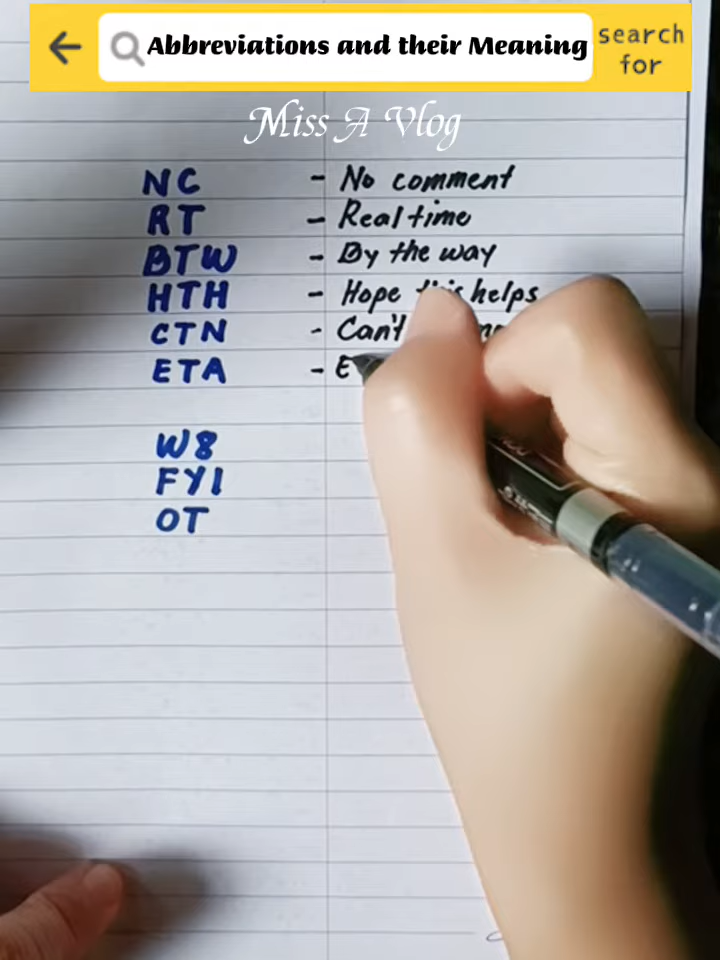 Abbreviations and their Meaning
search for
Miss A Vlog
NC - No comment
RT - Real time
BTW - By the way
HTH - Hope this helps
CTN - Can't
ETA - E
W8
FYI
OT